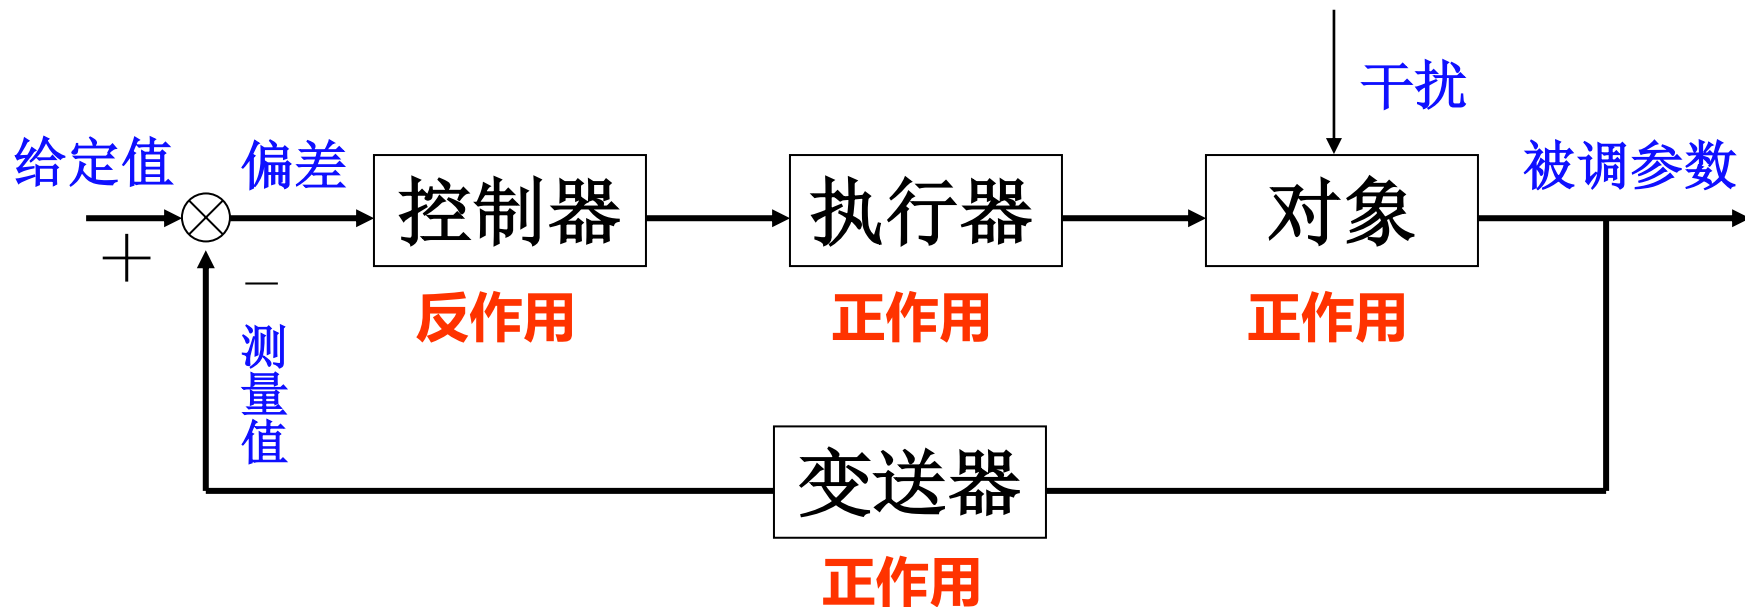 干扰
给定值
偏差
被调参数
控制器
执行器
对象
+
−
反作用
正作用
正作用
测量值
变送器
正作用